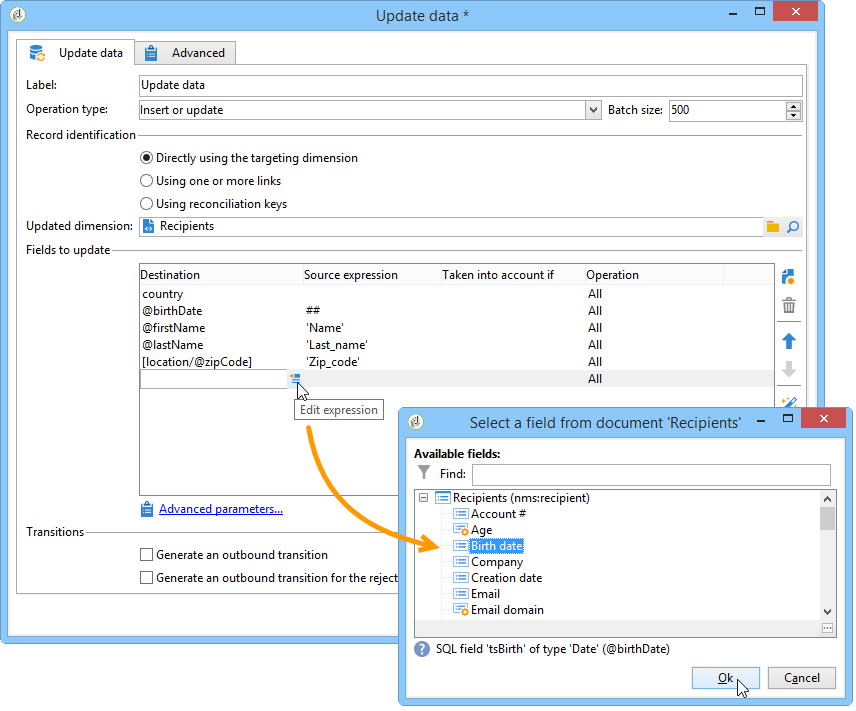 Update data *
Update data Advanced
Label: Update data
Operation type: Insert or update Batch size: 500
Record identification
Directly using the targeting dimension
Using one or more links
Using reconciliation keys
Updated dimension: Recipients
Fields to update
Destination Source expression Taken into account if Operation
country All
@birthDate ## All
@firstName 'Name' All
@lastName 'Last_name' All
[location/@zipCode] 'Zip_code' All
All
Edit expression
Advanced parameters...
Transitions
Generate an outbound transition
Generate an outbound transition for the reject
Select a field from document 'Recipients'
Available fields:
Find:
Recipients (nms:recipient)
Account #
Age
Birth date
Company
Creation date
Email
Email domain
SQL field 'tsBirth' of type 'Date' (@birthDate)
Ok Cancel